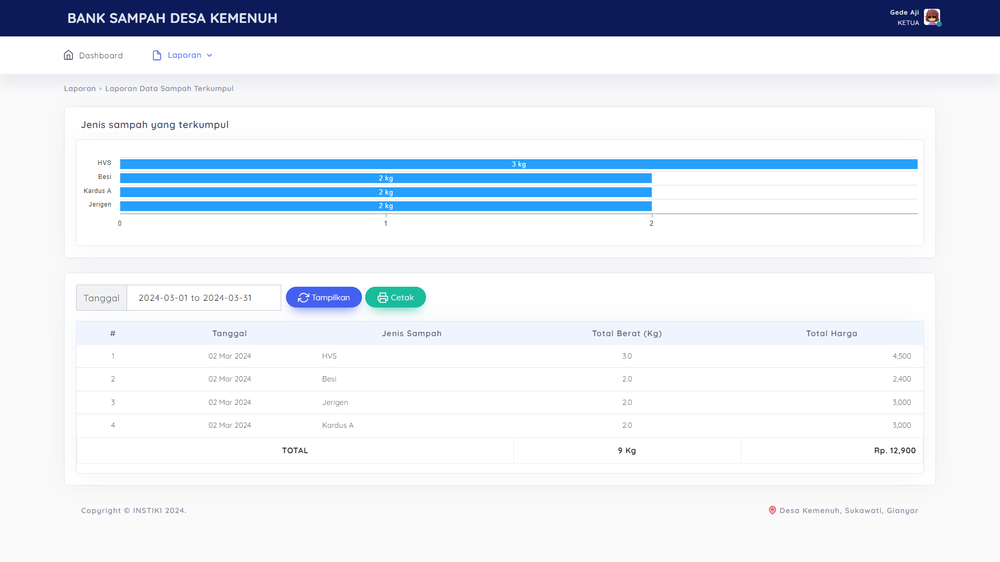 BANK SAMPAH DESA KEMENUH
Gede Aji
KETUA
Dashboard
Laporan
Laporan • Laporan Data Sampah Terkumpul
Jenis sampah yang terkumpul
HVS 3 kg
Besi 2 kg
Kardus A 2 kg
Jerigen 2 kg
0 1 2
Tanggal 2024-03-01 to 2024-03-31 Tampilkan Cetak
# Tanggal Jenis Sampah Total Berat (Kg) Total Harga
1 02 Mar 2024 HVS 3.0 4,500
2 02 Mar 2024 Besi 2.0 2,400
3 02 Mar 2024 Jerigen 2.0 3,000
4 02 Mar 2024 Kardus A 2.0 3,000
TOTAL 9 Kg Rp. 12,900
Copyright © INSTIKI 2024.
Desa Kemenuh, Sukawati, Gianyar